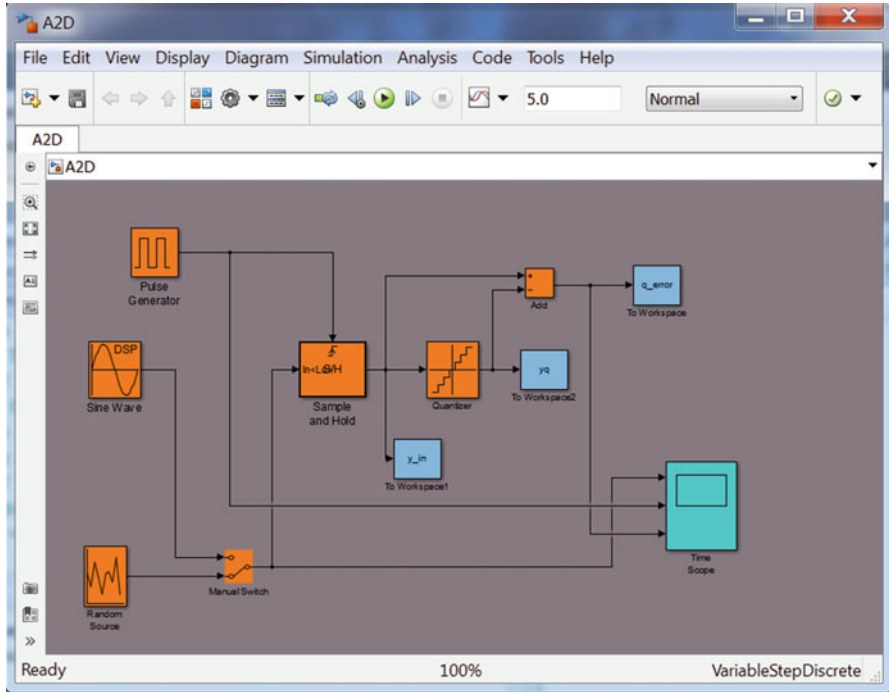 A2D
File Edit View Display Diagram Simulation Analysis Code Tools Help
5.0 Normal
A2D
A2D
Pulse
Generator
DSP
Sine Wave
In S/H
Sample
and Hold
Quantizer
Add
q_error
To Workspace
yq
To Workspace2
y_in
To Workspace1
Time
Scope
Manual Switch
Random
Source
Ready 100% VariableStepDiscrete